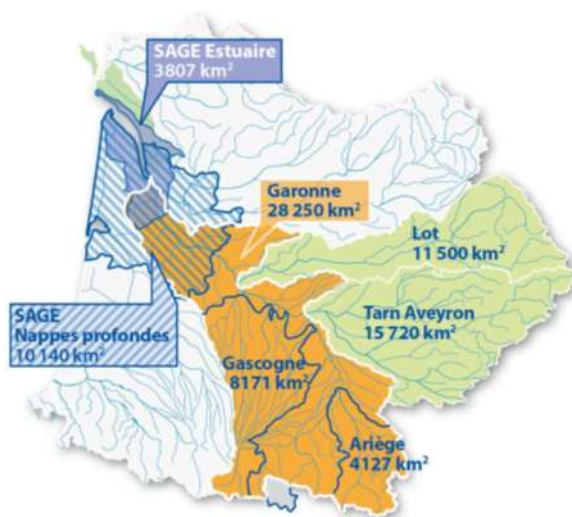 SAGE Estuaire
3807 km²
Garonne
28 250 km²
Lot
11 500 km²
SAGE
Nappes profondes
10 140 km²
Tarn Aveyron
15 720 km²
Gascogne
8171 km²
Ariège
4127 km²